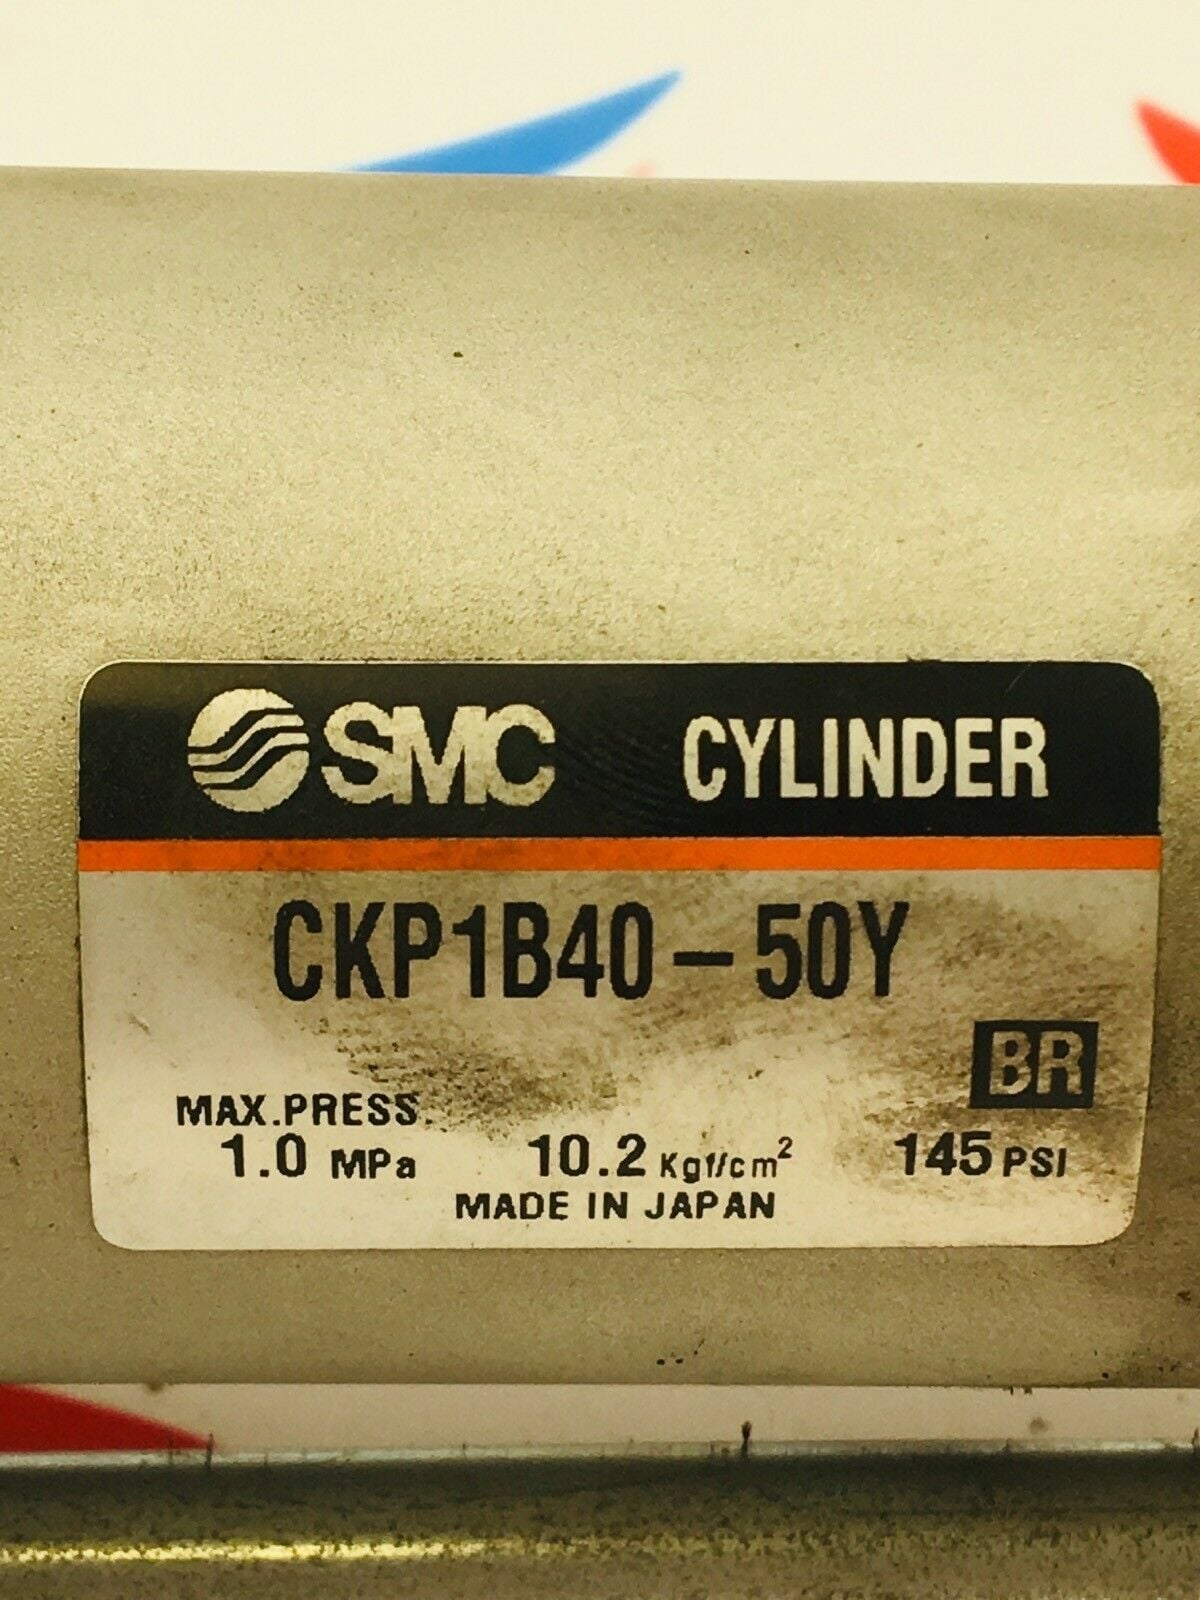 SMC CYLINDER
CKP1B40-50Y
BR
MAX.PRESS.
1.0 MPa 10.2 Kgf/cm² 145 PSI
MADE IN JAPAN